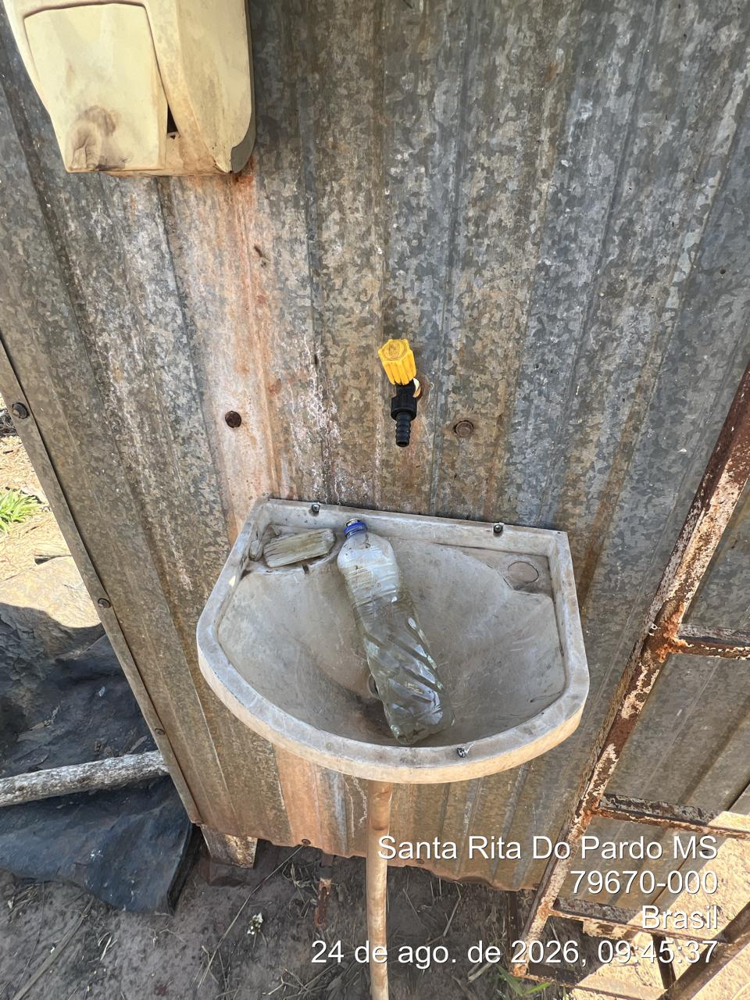 Santa Rita Do Pardo MS
79670-000
Brasil
24 de ago. de 2026, 09:45:37